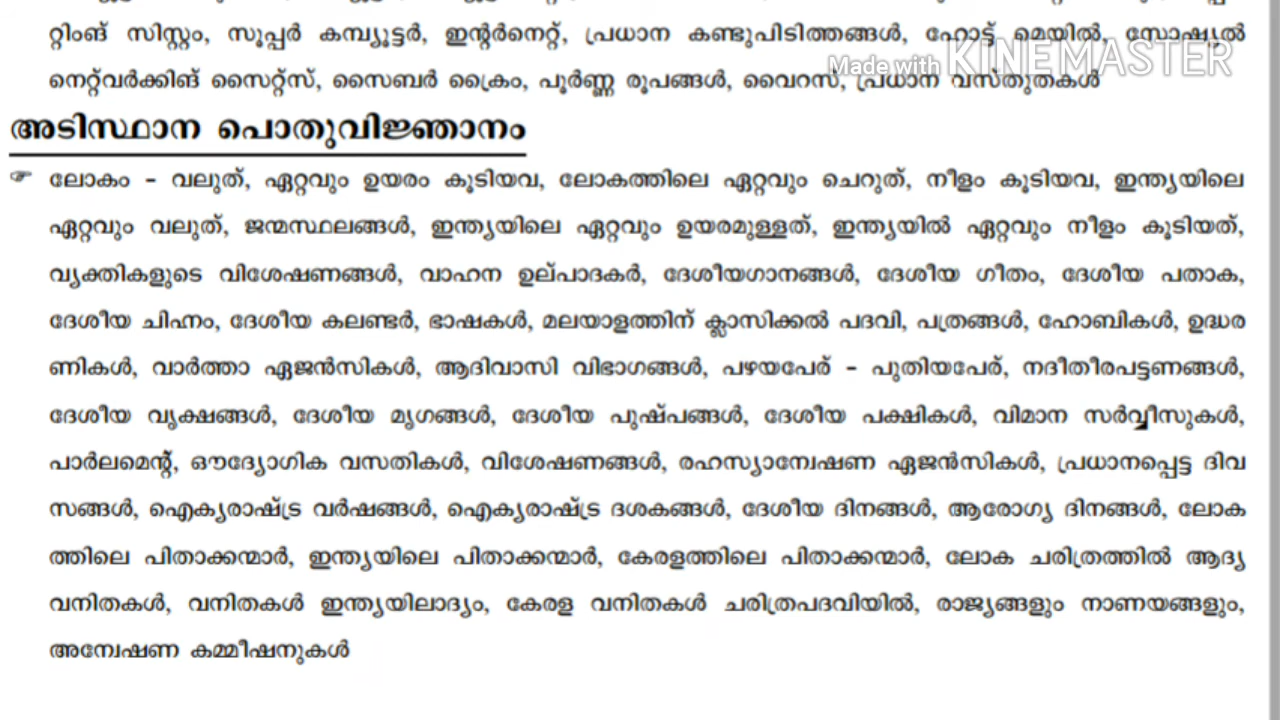 റ്റിംങ് സിസ്റ്റം, സൂപ്പർ കമ്പ്യൂട്ടർ, ഇന്റർനെറ്റ്, പ്രധാന കണ്ടുപിടിത്തങ്ങൾ, ഹോട്ട് മെയിൽ, സോഷ്യൽ
Made with KINEMASTER
നെറ്റ്‌വർക്കിങ് സൈറ്റ്സ്, സൈബർ ക്രൈം, പൂർണ്ണ രൂപങ്ങൾ, വൈറസ്, പ്രധാന വസ്തുതകൾ
അടിസ്ഥാന പൊതുവിജ്ഞാനം
☞ ലോകം - വലുത്, ഏറ്റവും ഉയരം കൂടിയവ, ലോകത്തിലെ ഏറ്റവും ചെറുത്, നീളം കൂടിയവ, ഇന്ത്യയിലെ
ഏറ്റവും വലുത്, ജന്മസ്ഥലങ്ങൾ, ഇന്ത്യയിലെ ഏറ്റവും ഉയരമുള്ളത്, ഇന്ത്യയിൽ ഏറ്റവും നീളം കൂടിയത്,
വ്യക്തികളുടെ വിശേഷണങ്ങൾ, വാഹന ഉല്പാദകർ, ദേശീയഗാനങ്ങൾ, ദേശീയ ഗീതം, ദേശീയ പതാക,
ദേശീയ ചിഹ്നം, ദേശീയ കലണ്ടർ, ഭാഷകൾ, മലയാളത്തിന് ക്ലാസിക്കൽ പദവി, പത്രങ്ങൾ, ഹോബികൾ, ഉദ്ധര
ണികൾ, വാർത്താ ഏജൻസികൾ, ആദിവാസി വിഭാഗങ്ങൾ, പഴയപേര് - പുതിയപേര്, നദീതീരപട്ടണങ്ങൾ,
ദേശീയ വൃക്ഷങ്ങൾ, ദേശീയ മൃഗങ്ങൾ, ദേശീയ പുഷ്പങ്ങൾ, ദേശീയ പക്ഷികൾ, വിമാന സർവ്വീസുകൾ,
പാർലമെന്റ്, ഔദ്യോഗിക വസതികൾ, വിശേഷണങ്ങൾ, രഹസ്യാന്വേഷണ ഏജൻസികൾ, പ്രധാനപ്പെട്ട ദിവ
സങ്ങൾ, ഐക്യരാഷ്ട്ര വർഷങ്ങൾ, ഐക്യരാഷ്ട്ര ദശകങ്ങൾ, ദേശീയ ദിനങ്ങൾ, ആരോഗ്യ ദിനങ്ങൾ, ലോക
ത്തിലെ പിതാക്കന്മാർ, ഇന്ത്യയിലെ പിതാക്കന്മാർ, കേരളത്തിലെ പിതാക്കന്മാർ, ലോക ചരിത്രത്തിൽ ആദ്യ
വനിതകൾ, വനിതകൾ ഇന്ത്യയിലാദ്യം, കേരള വനിതകൾ ചരിത്രപദവിയിൽ, രാജ്യങ്ങളും നാണയങ്ങളും,
അന്വേഷണ കമ്മീഷനുകൾ